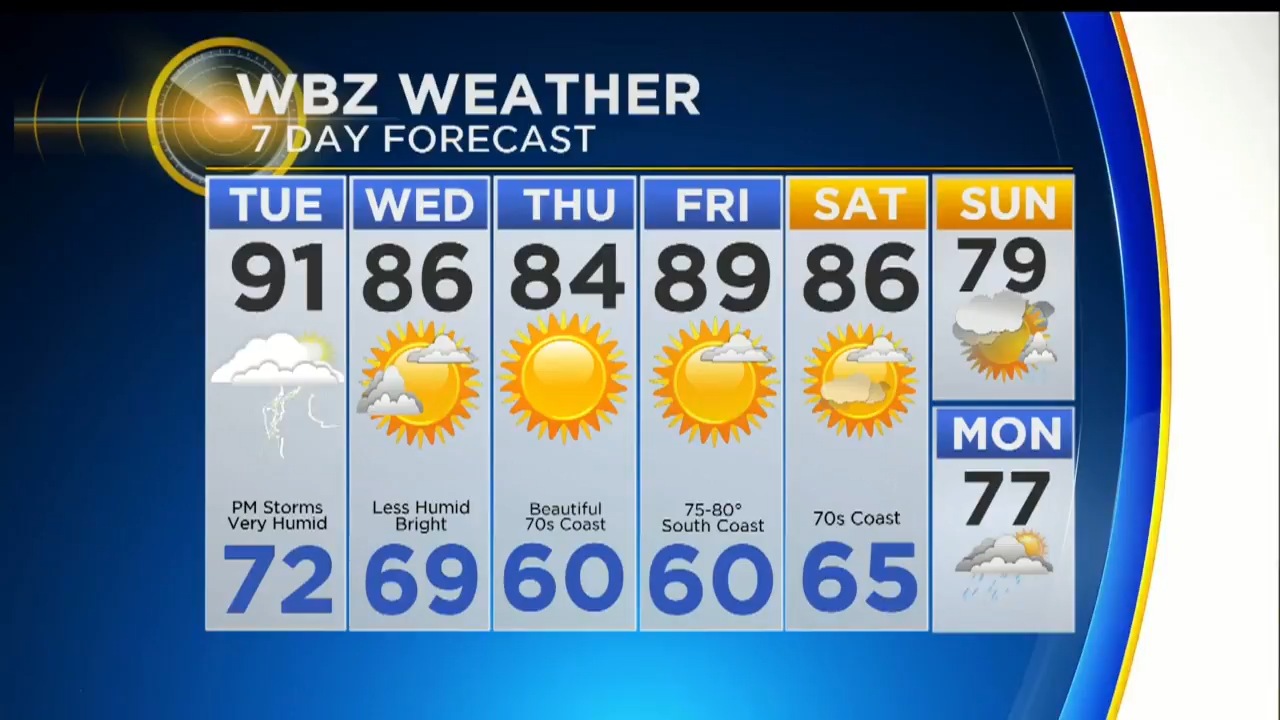 WBZ WEATHER
7 DAY FORECAST
TUE
91
PM Storms
Very Humid
72
WED
86
Less Humid
Bright
69
THU
84
Beautiful
70s Coast
60
FRI
89
75-80°
South Coast
60
SAT
86
70s Coast
65
SUN
79
MON
77